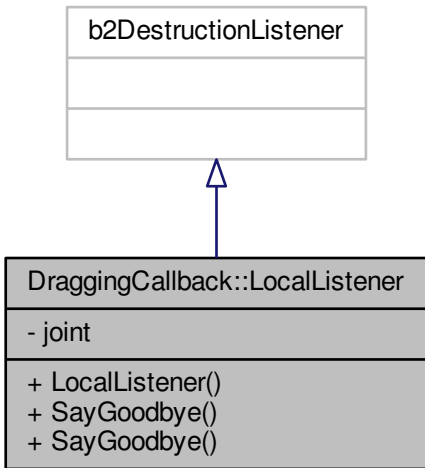 b2DestructionListener
DraggingCallback::LocalListener
- joint
+ LocalListener()
+ SayGoodbye()
+ SayGoodbye()